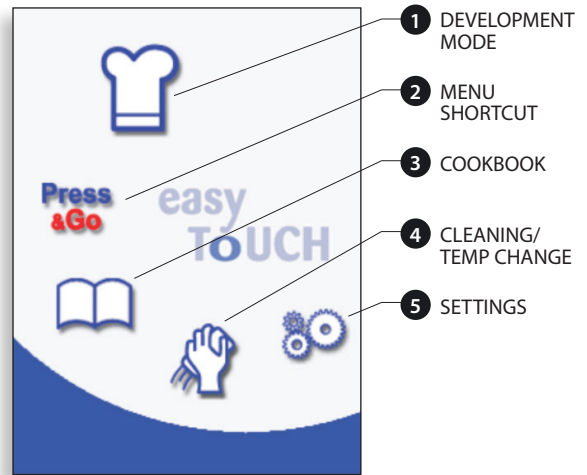 1 DEVELOPMENT
MODE
2 MENU
SHORTCUT
3 COOKBOOK
4 CLEANING/
TEMP CHANGE
5 SETTINGS
Press
&Go
easy
ToUCH